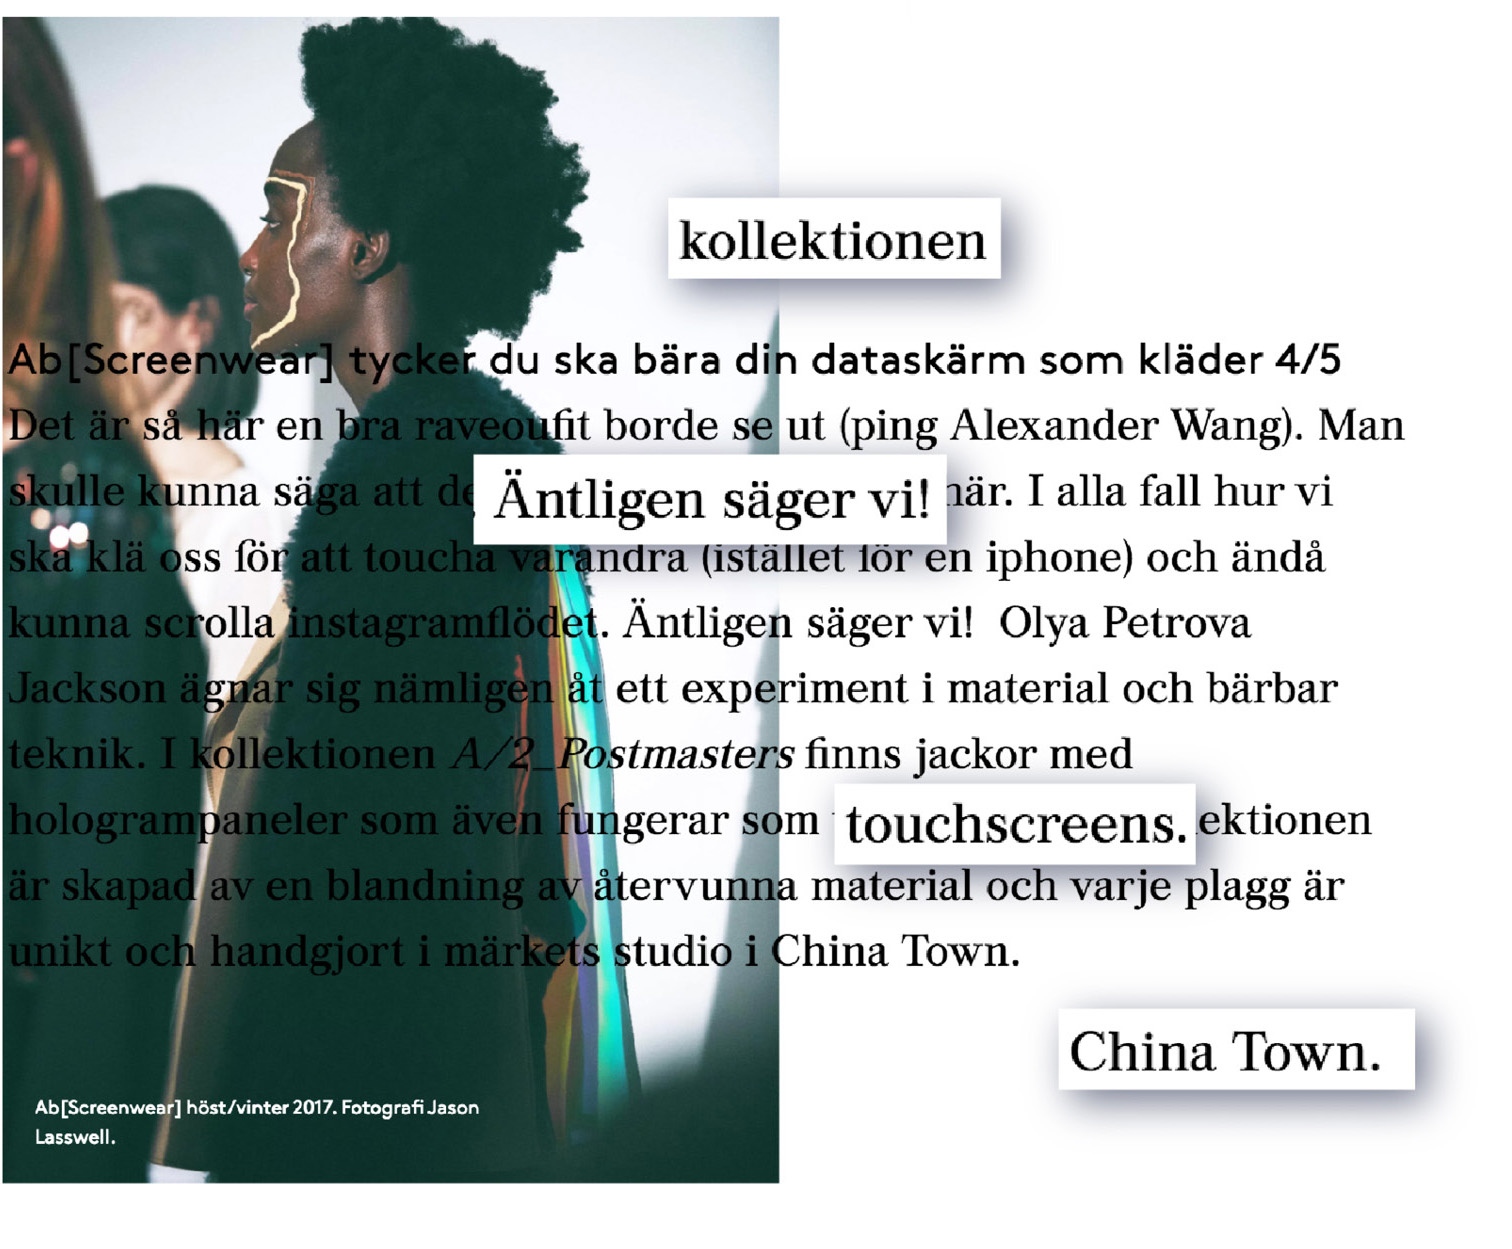 kollektionen
Ab[Screenwear] tycker du ska bära din dataskärm som kläder 4/5
Det är så här en bra raveoufit borde se ut (ping Alexander Wang). Man
skulle kunna säga att de Äntligen säger vi! här. I alla fall hur vi
ska klä oss för att toucha varandra (istället för en iphone) och ändå
kunna scrolla instagramflödet. Äntligen säger vi! Olya Petrova
Jackson ägnar sig nämligen åt ett experiment i material och bärbar
teknik. I kollektionen A/2_Postmasters finns jackor med
hologrampaneler som även fungerar som touchscreens. lektionen
är skapad av en blandning av återvunna material och varje plagg är
unikt och handgjort i märkets studio i China Town.
China Town.
Ab[Screenwear] höst/vinter 2017. Fotografi Jason
Lasswell.